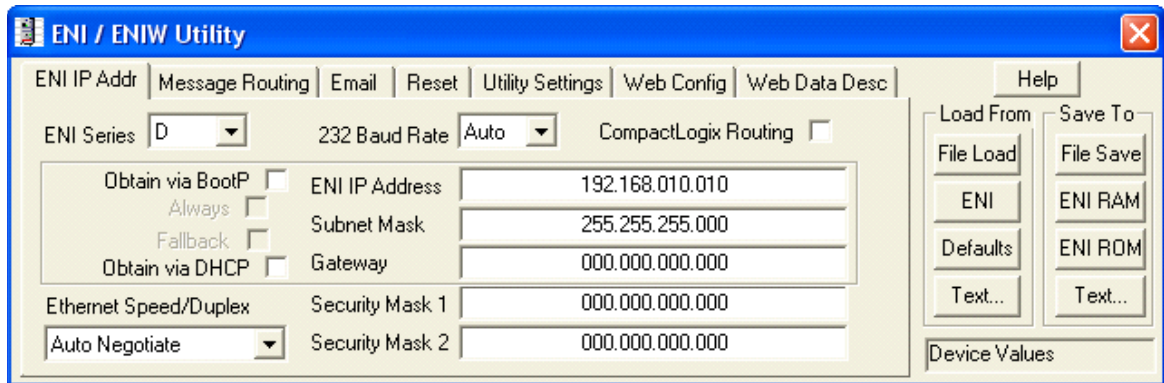 ENI / ENIW Utility
ENI IP Addr Message Routing Email Reset Utility Settings Web Config Web Data Desc Help
ENI Series D 232 Baud Rate Auto CompactLogix Routing Load From Save To
File Load File Save
Obtain via BootP ENI IP Address 192.168.010.010
Always ENI ENI RAM
Subnet Mask 255.255.255.000
Fallback Defaults ENI ROM
Obtain via DHCP Gateway 000.000.000.000
Ethernet Speed/Duplex Security Mask 1 000.000.000.000 Text... Text...
Auto Negotiate Security Mask 2 000.000.000.000 Device Values